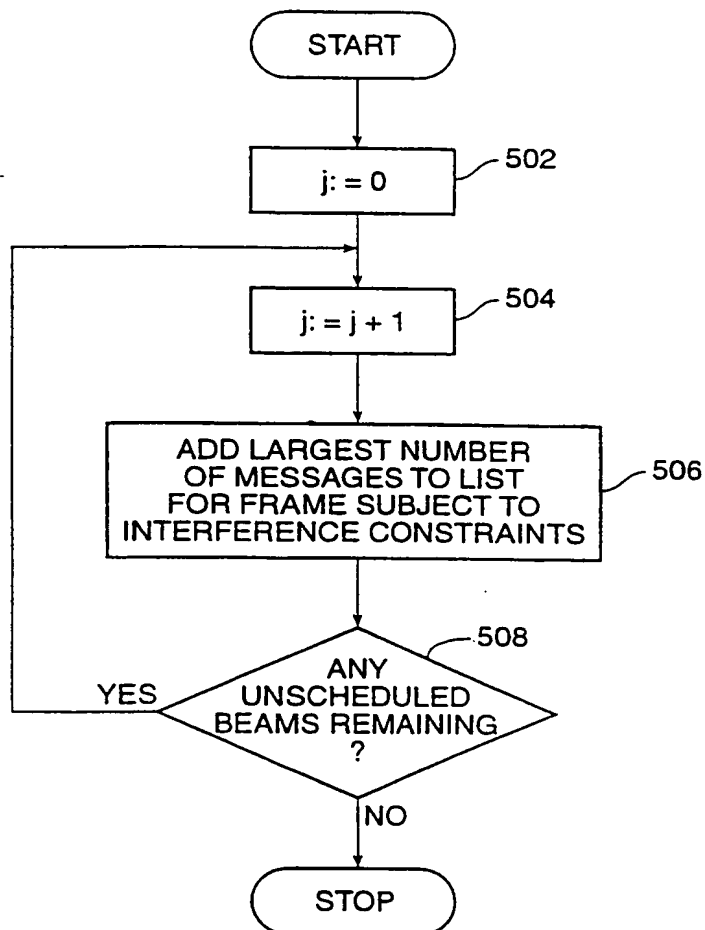 START
j: = 0
502
j: = j + 1
504
ADD LARGEST NUMBER
OF MESSAGES TO LIST
FOR FRAME SUBJECT TO
INTERFERENCE CONSTRAINTS
506
508
ANY
UNSCHEDULED
BEAMS REMAINING
?
YES
NO
STOP